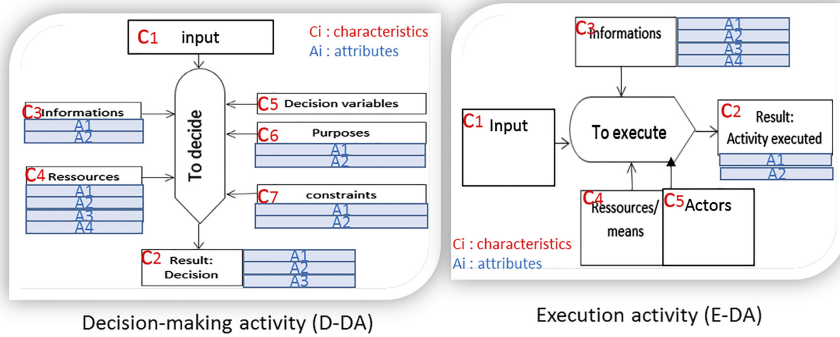 C1 input
Ci : characteristics
Ai : attributes
C3 Informations
A1
A2
C4 Ressources
A1
A2
A3
A4
To decide
C5 Decision variables
C6 Purposes
A1
A2
C7 constraints
A1
A2
C2 Result:
Decision
A1
A2
A3
Decision-making activity (D-DA)
C3
Informations
A1
A2
A3
A4
C1 Input
To execute
C2 Result:
Activity executed
A1
A2
C4
Ressources/
means
C5 Actors
Ci : characteristics
Ai : attributes
Execution activity (E-DA)